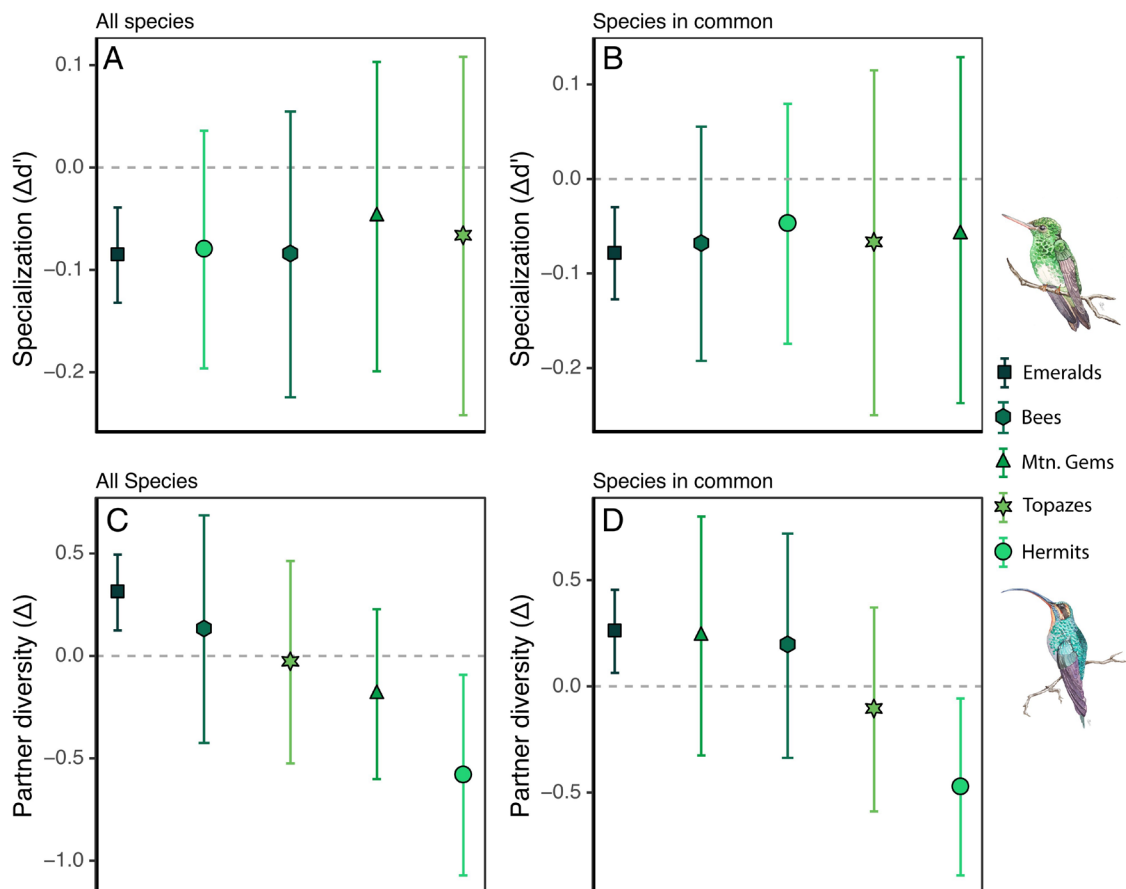 All species
A
Specialization (Δd')
0.1
0.0
−0.1
−0.2
Species in common
B
Specialization (Δd')
0.1
0.0
−0.1
−0.2
Emeralds
Bees
Mtn. Gems
Topazes
Hermits
All Species
C
Partner diversity (Δ)
0.5
0.0
−0.5
−1.0
Species in common
D
Partner diversity (Δ)
0.5
0.0
−0.5